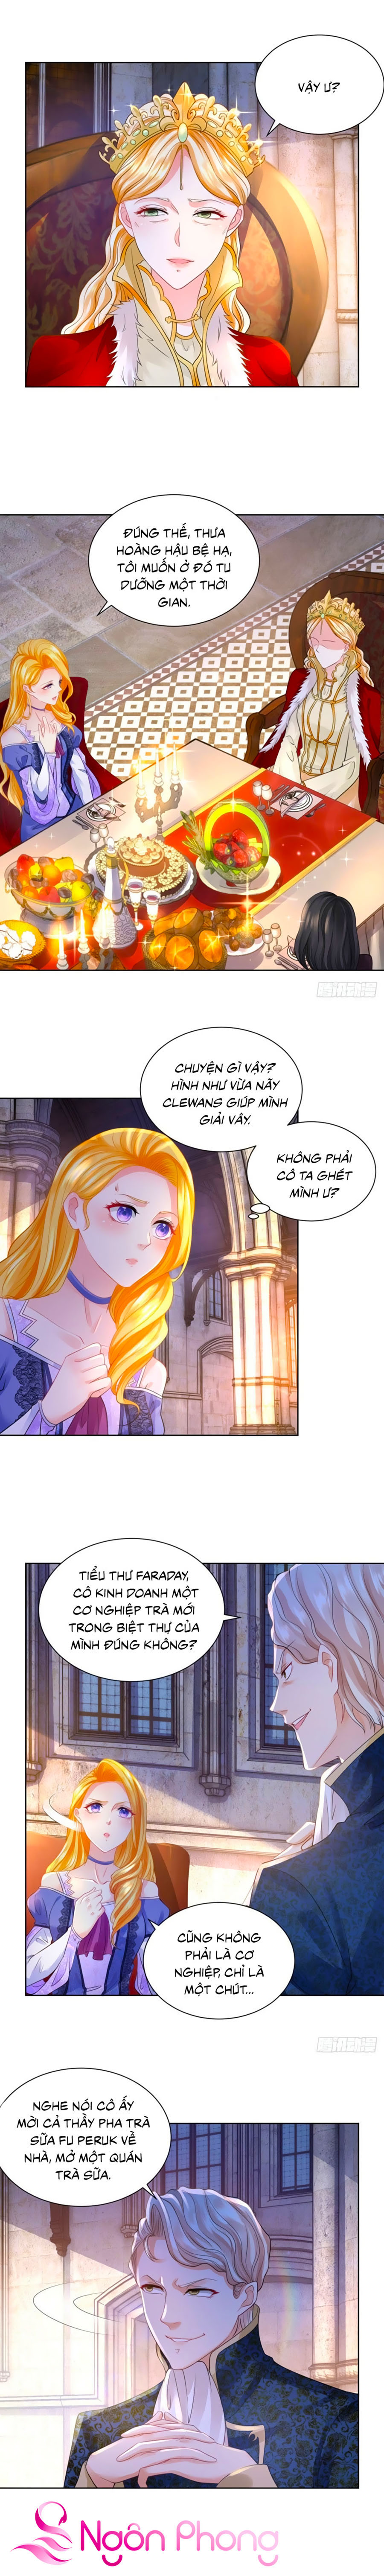 VẬY Ư?
ĐÚNG THẾ, THƯA
HOÀNG HẬU BỆ HẠ,
TÔI MUỐN Ở ĐÓ TU
DƯỠNG MỘT THỜI
GIAN.
CHUYỆN GÌ VẬY?
HÌNH NHƯ VỪA NÃY
CLEWANS GIÚP MÌNH
GIẢI VÂY.
KHÔNG PHẢI
CÔ TA GHÉT
MÌNH Ư?
TIỂU THƯ FARADAY,
CÔ KINH DOANH MỘT
CƠ NGHIỆP TRÀ MỚI
TRONG BIỆT THỰ CỦA
MÌNH ĐÚNG KHÔNG?
CŨNG KHÔNG
PHẢI LÀ CƠ
NGHIỆP, CHỈ LÀ
MỘT CHÚT...
NGHE NÓI CÔ ẤY
MỜI CẢ THẦY PHA TRÀ
SỮA FU PERUK VỀ
NHÀ, MỞ MỘT QUÁN
TRÀ SỮA.
Ngôn Phong